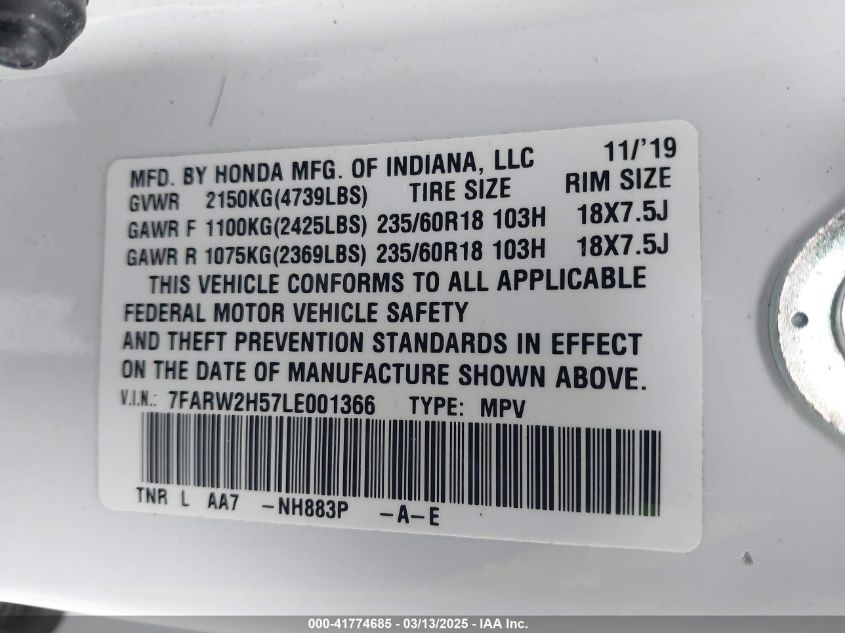 MFD. BY HONDA MFG. OF INDIANA, LLC 11/'19
GVWR 2150KG(4739LBS) TIRE SIZE RIM SIZE
GAWR F 1100KG(2425LBS) 235/60R18 103H 18X7.5J
GAWR R 1075KG(2369LBS) 235/60R18 103H 18X7.5J
THIS VEHICLE CONFORMS TO ALL APPLICABLE
FEDERAL MOTOR VEHICLE SAFETY
AND THEFT PREVENTION STANDARDS IN EFFECT
ON THE DATE OF MANUFACTURE SHOWN ABOVE.
V.I.N.: 7FARW2H57LE001366 TYPE: MPV
TNR L AA7 -NH883P -A-E
000-41774685 - 03/13/2025 - IAA Inc.